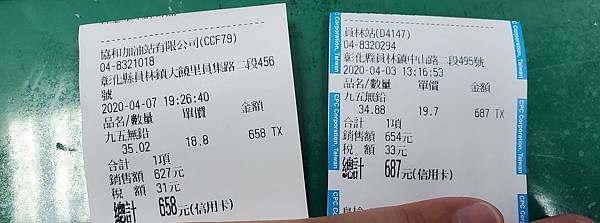 協和加油站有限公司(CCF79)
04-8321018
彰化縣員林鎮大饒里員集路二段456
號
2020-04-07 19:26:40
品名/數量 單價 金額
九五無鉛
35.02 18.8 658 TX
合計 1項
銷售額 627元
稅 額 31元
總計 658元(信用卡)
員林站(D4147)
04-8320294
彰化縣員林鎮中山路二段495號
2020-04-03 13:16:53
品名/數量 單價 金額
九五無鉛
34.88 19.7 687 TX
合計 1項
銷售額 654元
稅 額 33元
總計 687元(信用卡)
CPC Corporation, Taiwan
CPC Corporation, Taiwan